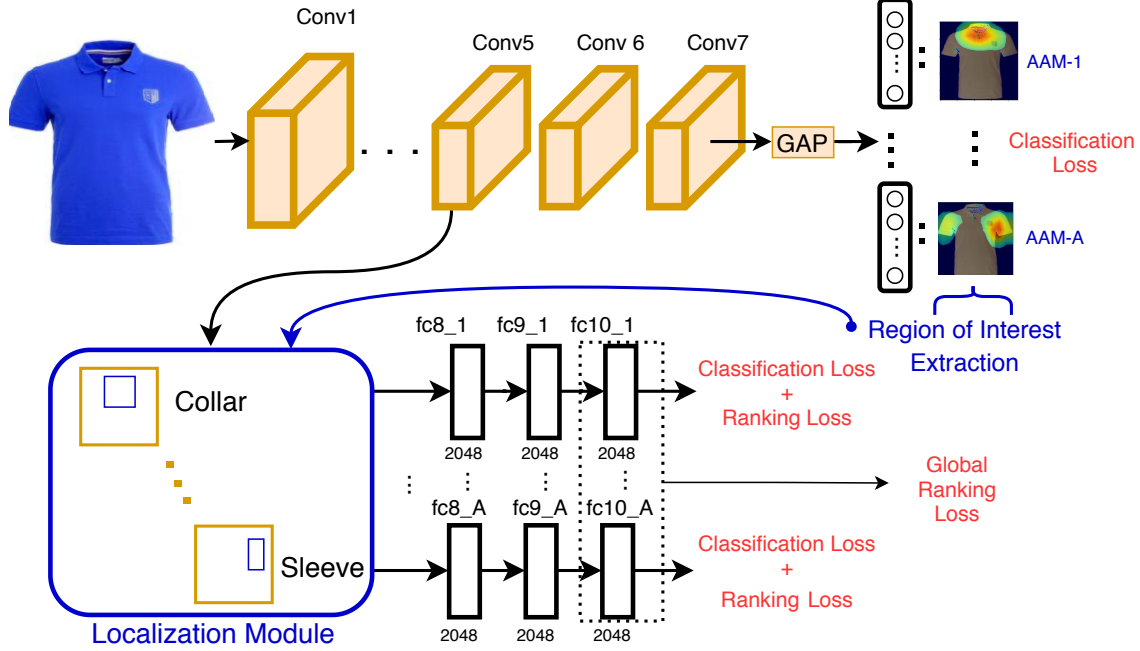 Conv1
Conv5
Conv 6
Conv7
GAP
AAM-1
Classification
Loss
AAM-A
Region of Interest
Extraction
fc8_1
fc9_1
fc10_1
Collar
Classification Loss
+
Ranking Loss
2048
2048
2048
Global
Ranking
Loss
fc8_A
fc9_A
fc10_A
Sleeve
Classification Loss
+
Ranking Loss
2048
2048
2048
Localization Module